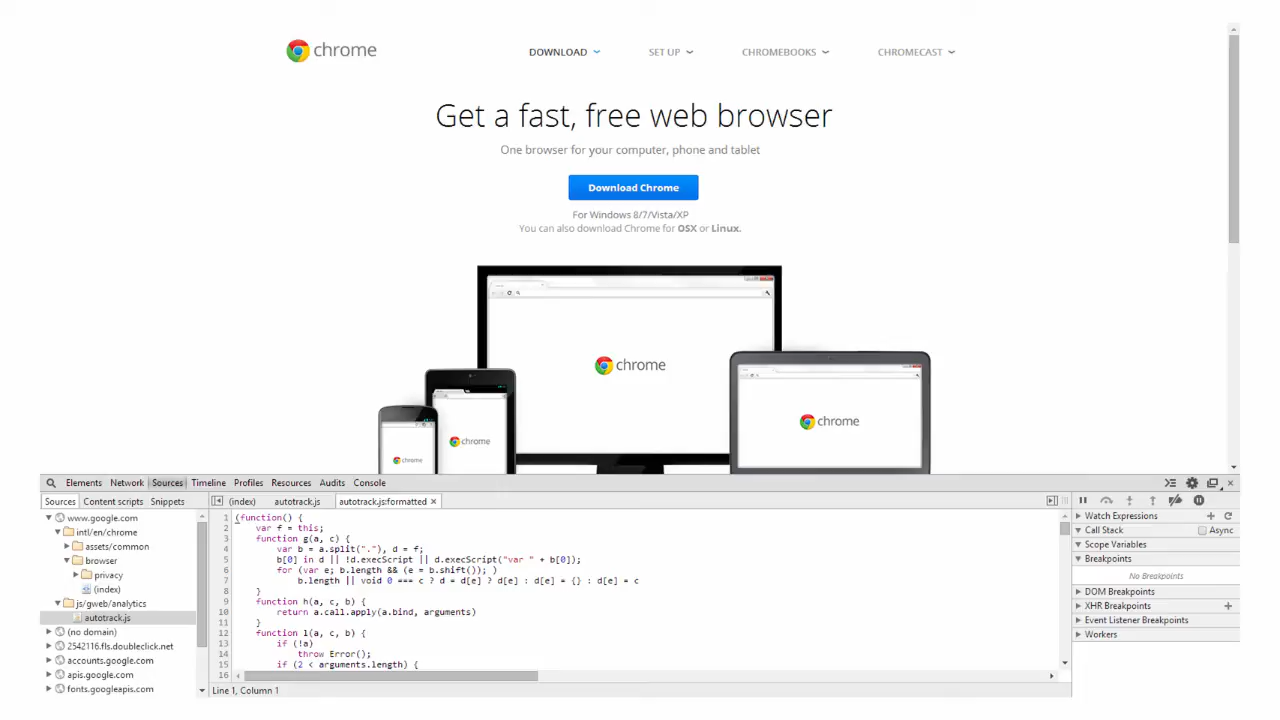 chrome
DOWNLOAD SET UP CHROMEBOOKS CHROMECAST
Get a fast, free web browser
One browser for your computer, phone and tablet
Download Chrome
For Windows 8/7/Vista/XP
You can also download Chrome for OSX or Linux.
chrome
chrome
chrome
chrome
Elements Network Sources Timeline Profiles Resources Audits Console
Sources Content scripts Snippets
(index) autotrack.js autotrack.js:formatted ×
www.google.com
intl/en/chrome
assets/common
browser
privacy
(index)
js/gweb/analytics
autotrack.js
(no domain)
2542116.fls.doubleclick.net
accounts.google.com
apis.google.com
fonts.googleapis.com
1 (function() {
2 var f = this;
3 function g(a, c) {
4 var b = a.split("."), d = f;
5 b[0] in d || !d.execScript || d.execScript("var " + b[0]);
6 for (var e; b.length && (e = b.shift()); )
7 b.length || void 0 === c ? d = d[e] ? d[e] : d[e] = {} : d[e] = c
8 }
9 function h(a, c, b) {
10 return a.call.apply(a.bind, arguments)
11 }
12 function l(a, c, b) {
13 if (!a)
14 throw Error();
15 if (2 < arguments.length) {
16
Line 1, Column 1
Watch Expressions
Call Stack Async
Scope Variables
Breakpoints
No Breakpoints
DOM Breakpoints
XHR Breakpoints
Event Listener Breakpoints
Workers